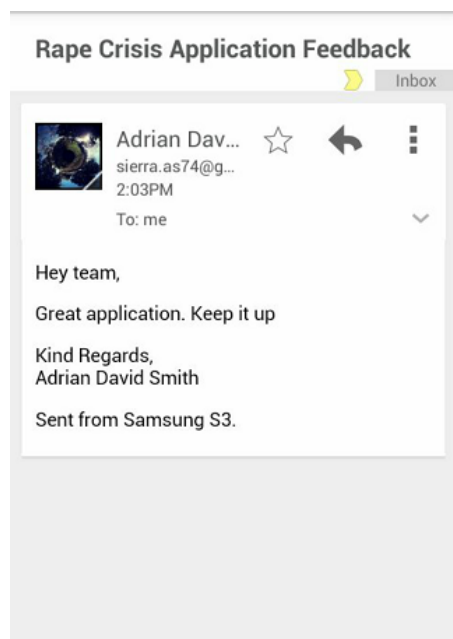 Rape Crisis Application Feedback
Inbox
Adrian Dav...
sierra.as74@g...
2:03PM
To: me
Hey team,
Great application. Keep it up
Kind Regards,
Adrian David Smith
Sent from Samsung S3.